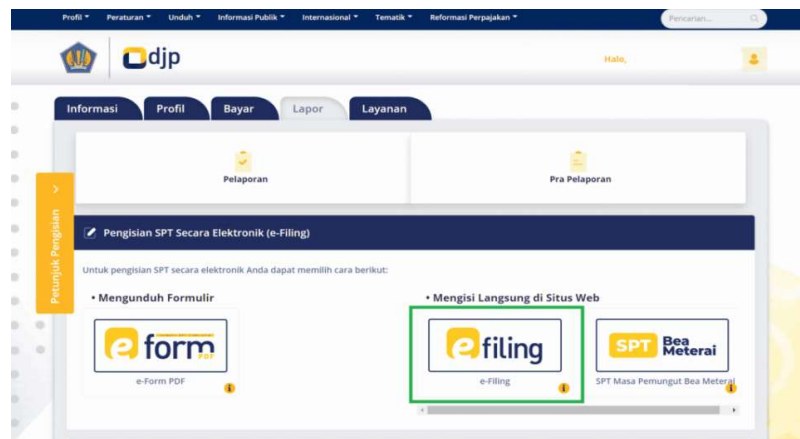 Profil Peraturan Unduh Informasi Publik Internasional Tematik Reformasi Perpajakan Pencarian...
djp
Halo,
Informasi Profil Bayar Lapor Layanan
Pelaporan Pra Pelaporan
Petunjuk Pengisian
Pengisian SPT Secara Elektronik (e-Filing)
Untuk pengisian SPT secara elektronik Anda dapat memilih cara berikut:
• Mengunduh Formulir • Mengisi Langsung di Situs Web
e form PDF
e filing
SPT Bea Meterai
e-Form PDF e-Filing SPT Masa Pemungut Bea Meterai